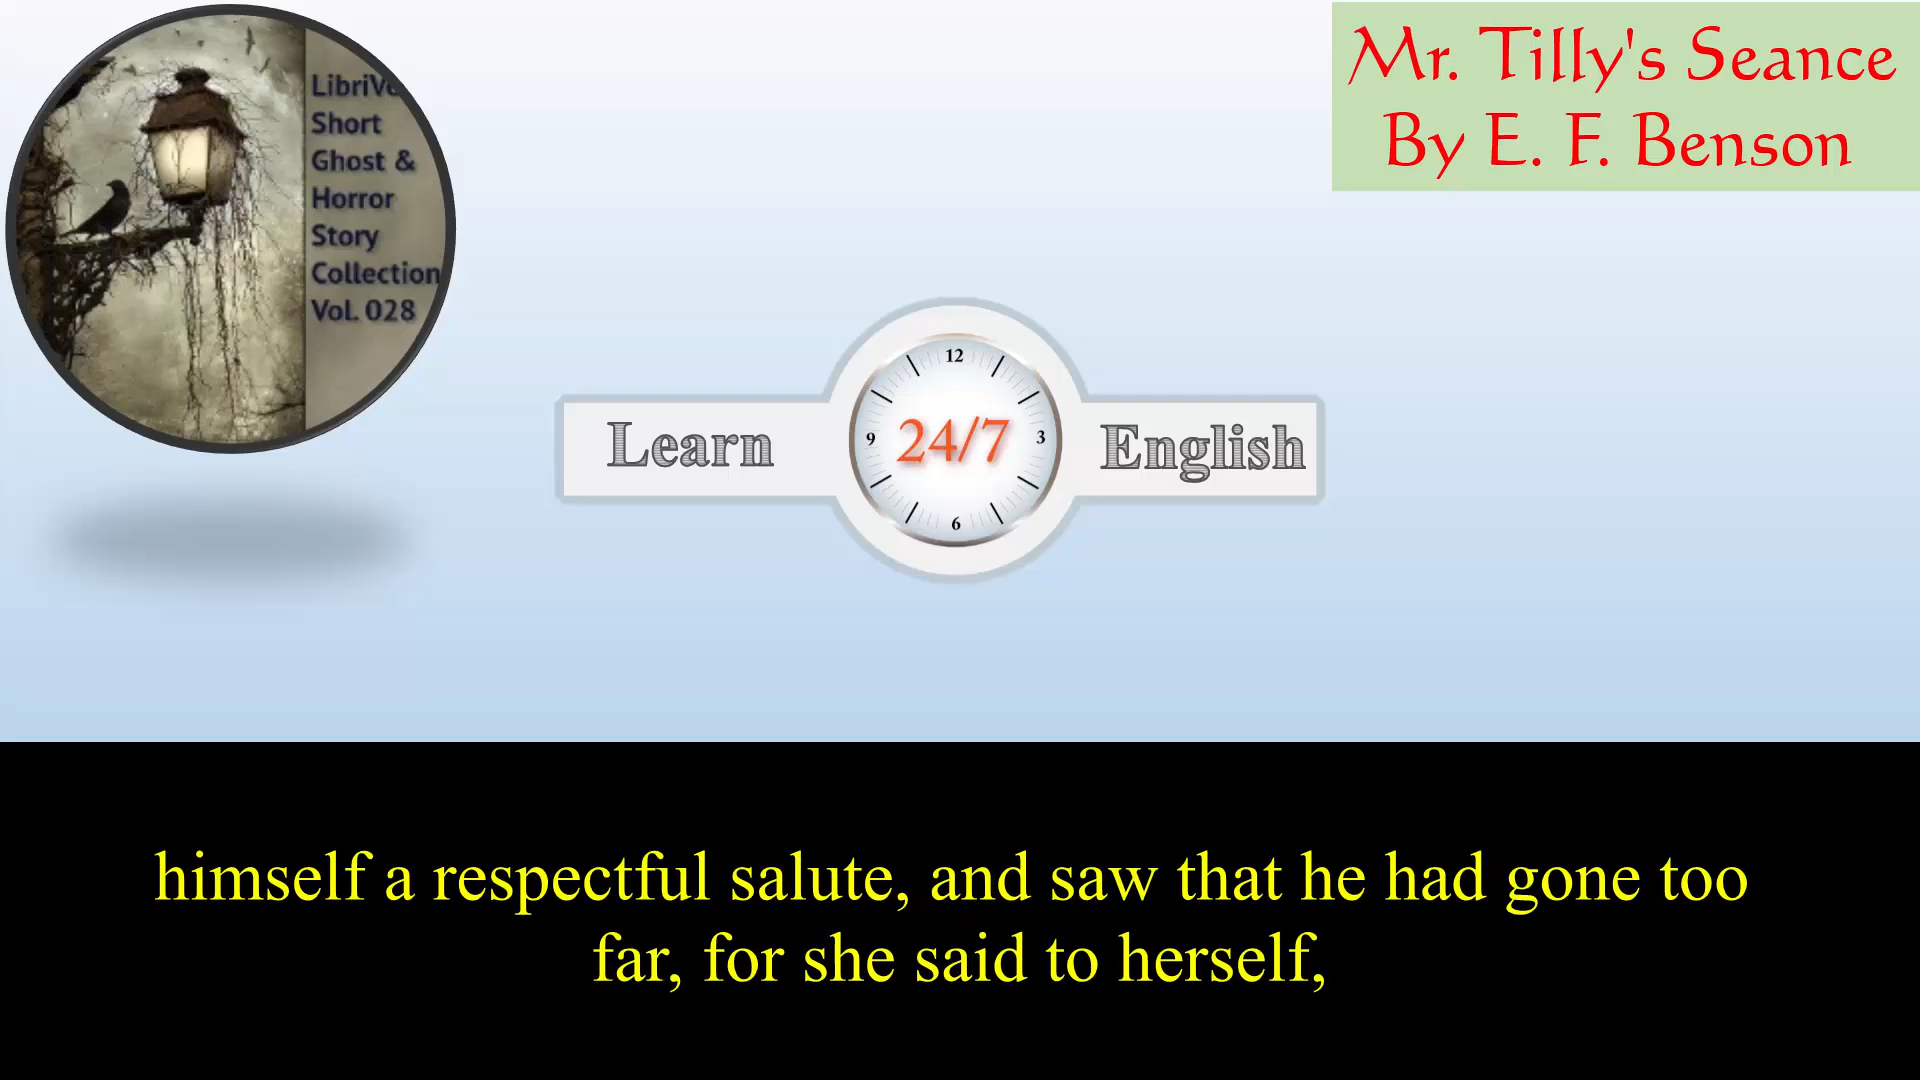 LibriVo
Short
Ghost &
Horror
Story
Collection
Vol. 028
Mr. Tilly's Seance
By E. F. Benson
12
Learn
9
24/7
3
English
6
himself a respectful salute, and saw that he had gone too
far, for she said to herself,